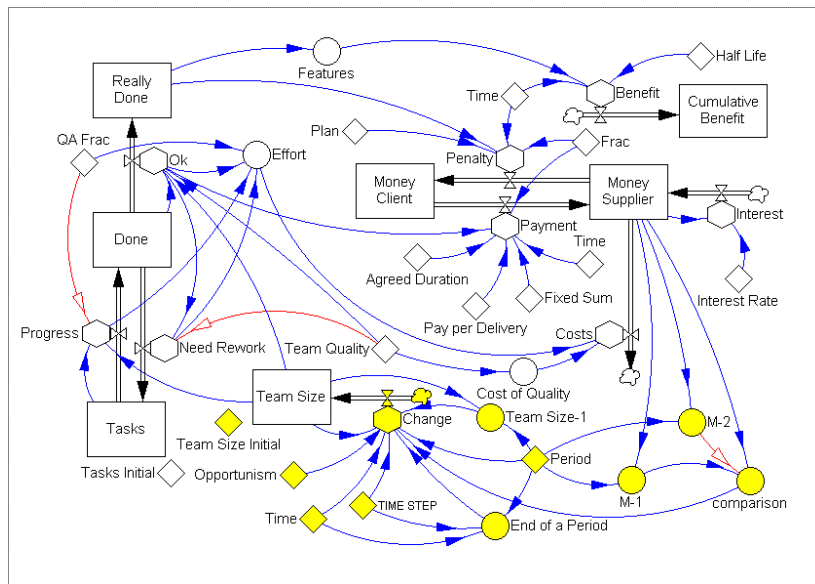 Really
Done
Features
Half Life
Time
Benefit
Cumulative
Benefit
QA Frac
Plan
Frac
Ok
Effort
Penalty
Money
Client
Money
Supplier
Interest
Done
Payment
Time
Agreed Duration
Fixed Sum
Interest Rate
Pay per Delivery
Progress
Need Rework
Team Quality
Costs
Cost of Quality
Team Size
Tasks
Change
Team Size-1
M-2
Team Size Initial
Tasks Initial
Opportunism
Period
M-1
comparison
Time
TIME STEP
End of a Period